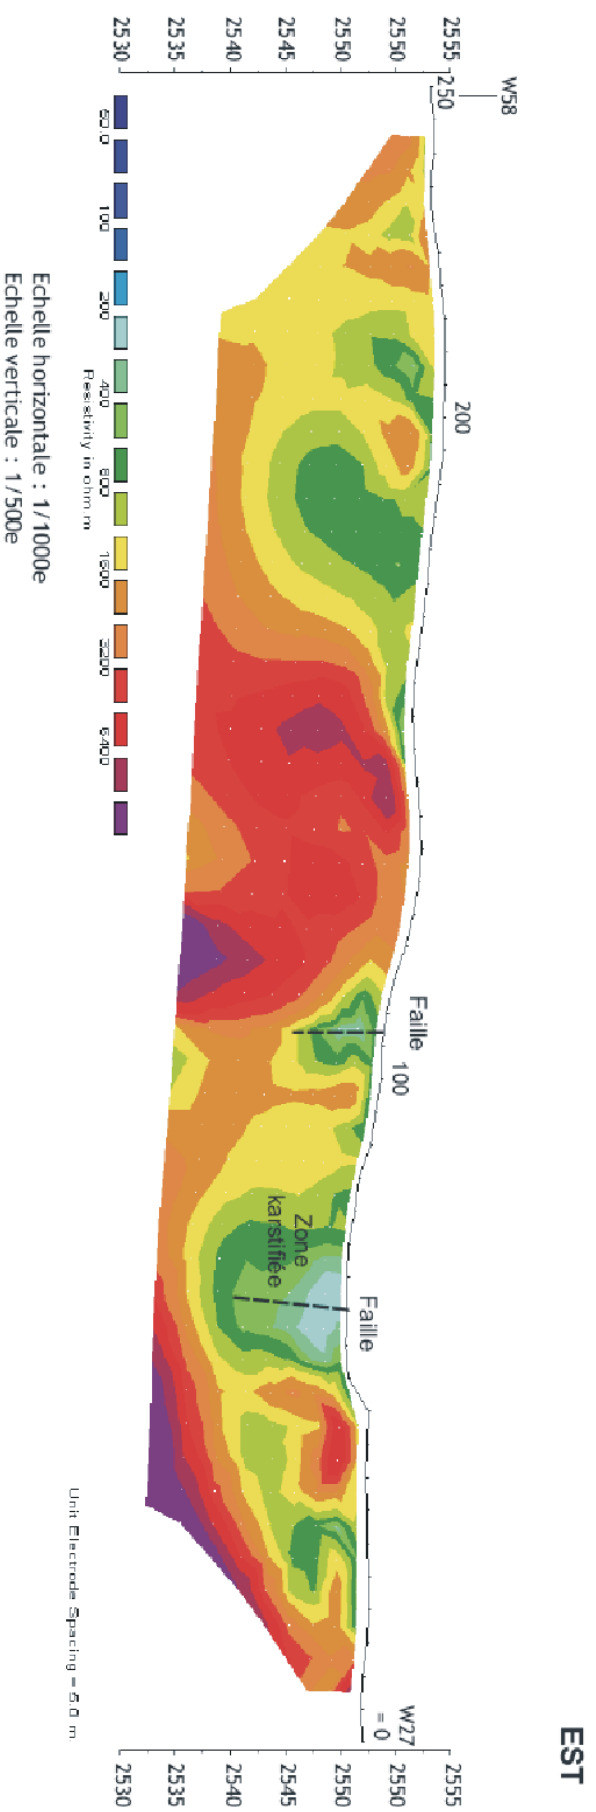 EST
W58
250
200
Faille
100
Faille
W27
= 0
2555
2550
2550
2545
2540
2535
2530
Zone
karstifiée
2555
2550
2550
2545
2540
2535
2530
50.0 100 200 400 800 1600 3200 6400
Resistivity in ohm.m
Unit Electrode Spacing = 5.0 m
Echelle horizontale : 1/1000e
Echelle verticale : 1/500e